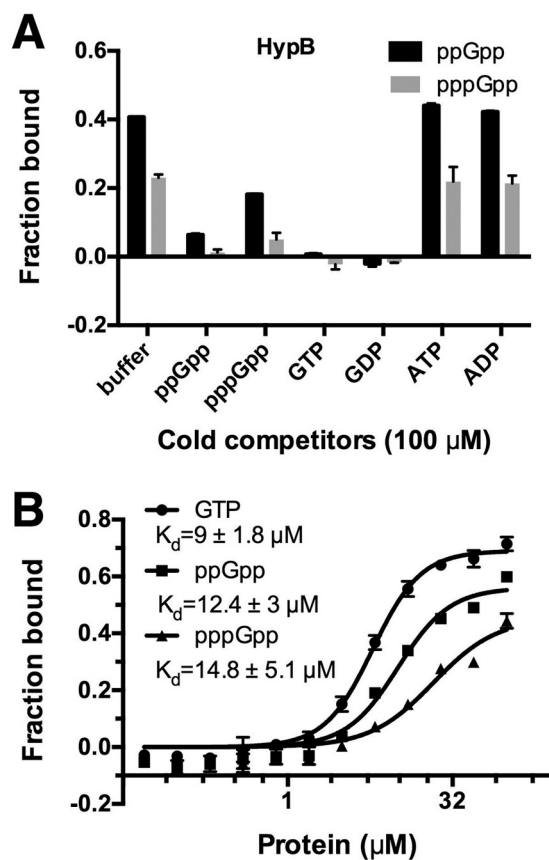 A
HypB
ppGpp
pppGpp
Fraction bound
0.6
0.4
0.2
0.0
-0.2
buffer
ppGpp
pppGpp
GTP
GDP
ATP
ADP
Cold competitors (100 µM)
B
GTP
Kd=9 ± 1.8 µM
ppGpp
Kd=12.4 ± 3 µM
pppGpp
Kd=14.8 ± 5.1 µM
Fraction bound
0.8
0.6
0.4
0.2
0.0
-0.2
1
32
Protein (µM)